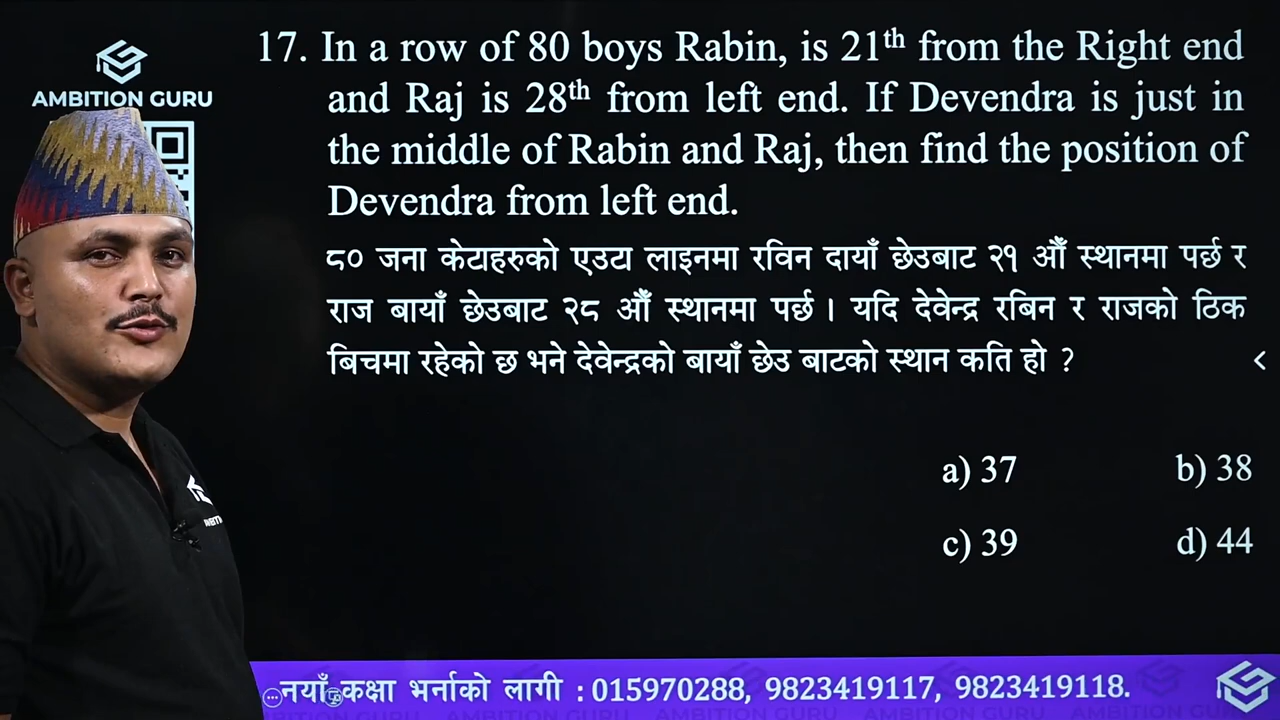 AMBITION GURU
17. In a row of 80 boys Rabin, is 21th from the Right end
and Raj is 28th from left end. If Devendra is just in
the middle of Rabin and Raj, then find the position of
Devendra from left end.
८० जना केटाहरुको एउटा लाइनमा रविन दायाँ छेउबाट २१ औँ स्थानमा पर्छ र
राज बायाँ छेउबाट २८ औँ स्थानमा पर्छ । यदि देवेन्द्र रबिन र राजको ठिक
बिचमा रहेको छ भने देवेन्द्रको बायाँ छेउ बाटको स्थान कति हो ?
a) 37 b) 38
c) 39 d) 44
नयाँ कक्षा भर्नाको लागी : 015970288, 9823419117, 9823419118.